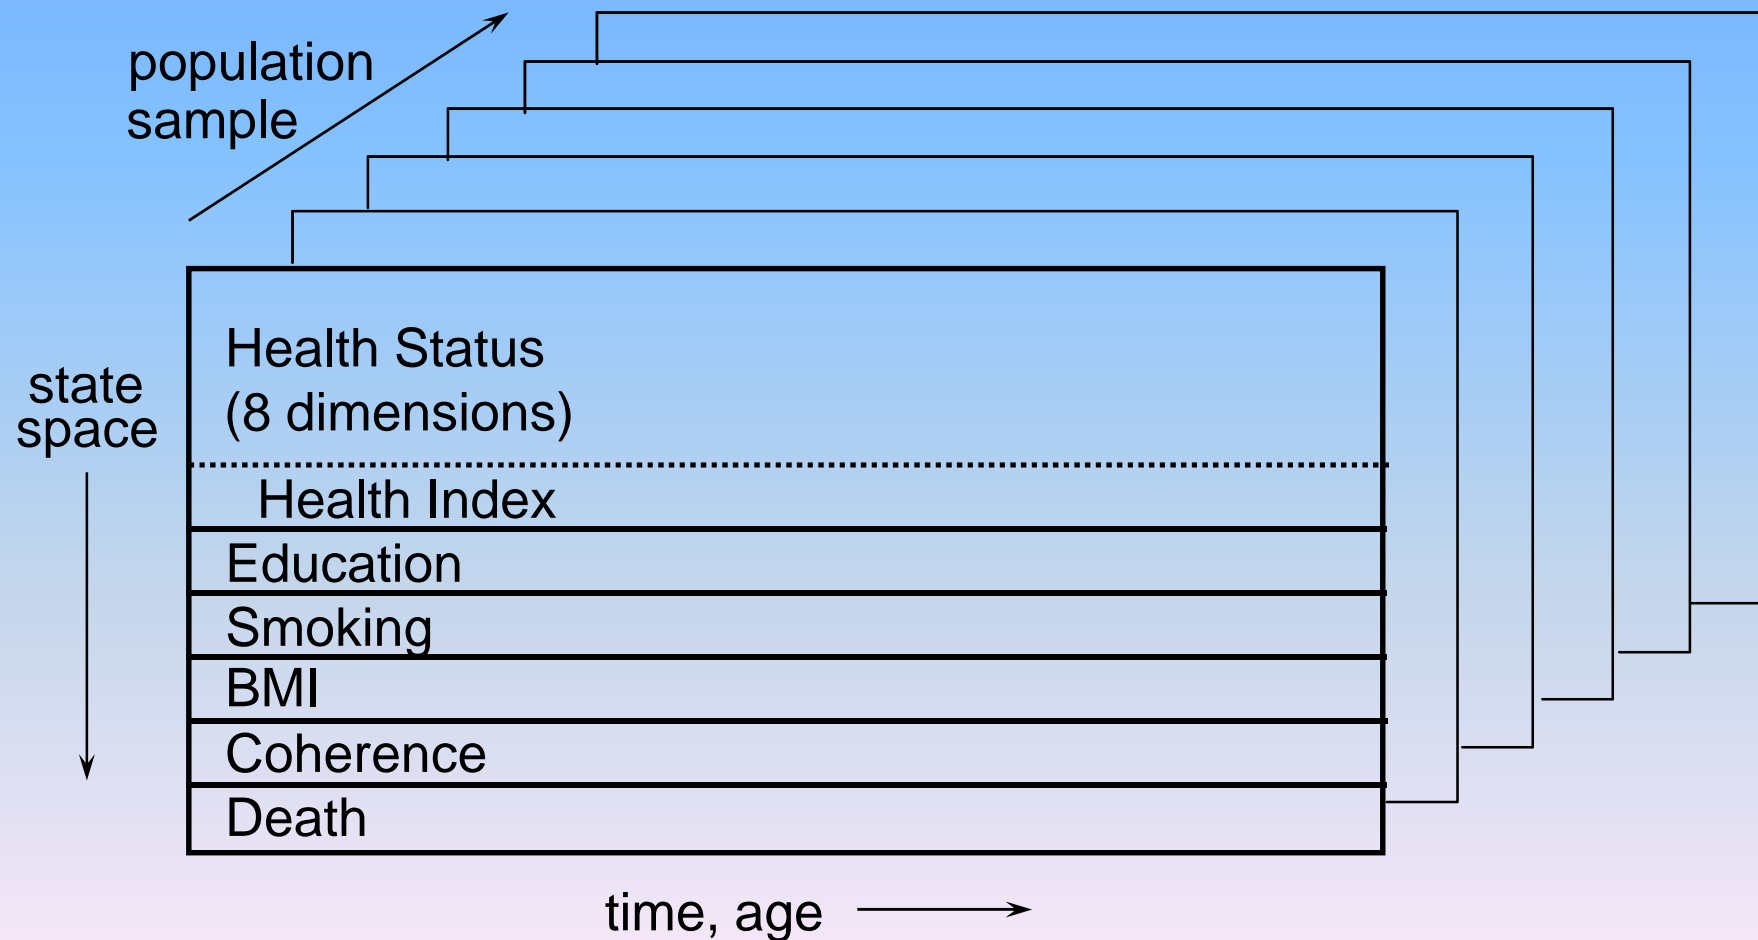 population
sample
state
space
Health Status
(8 dimensions)
Health Index
Education
Smoking
BMI
Coherence
Death
time, age